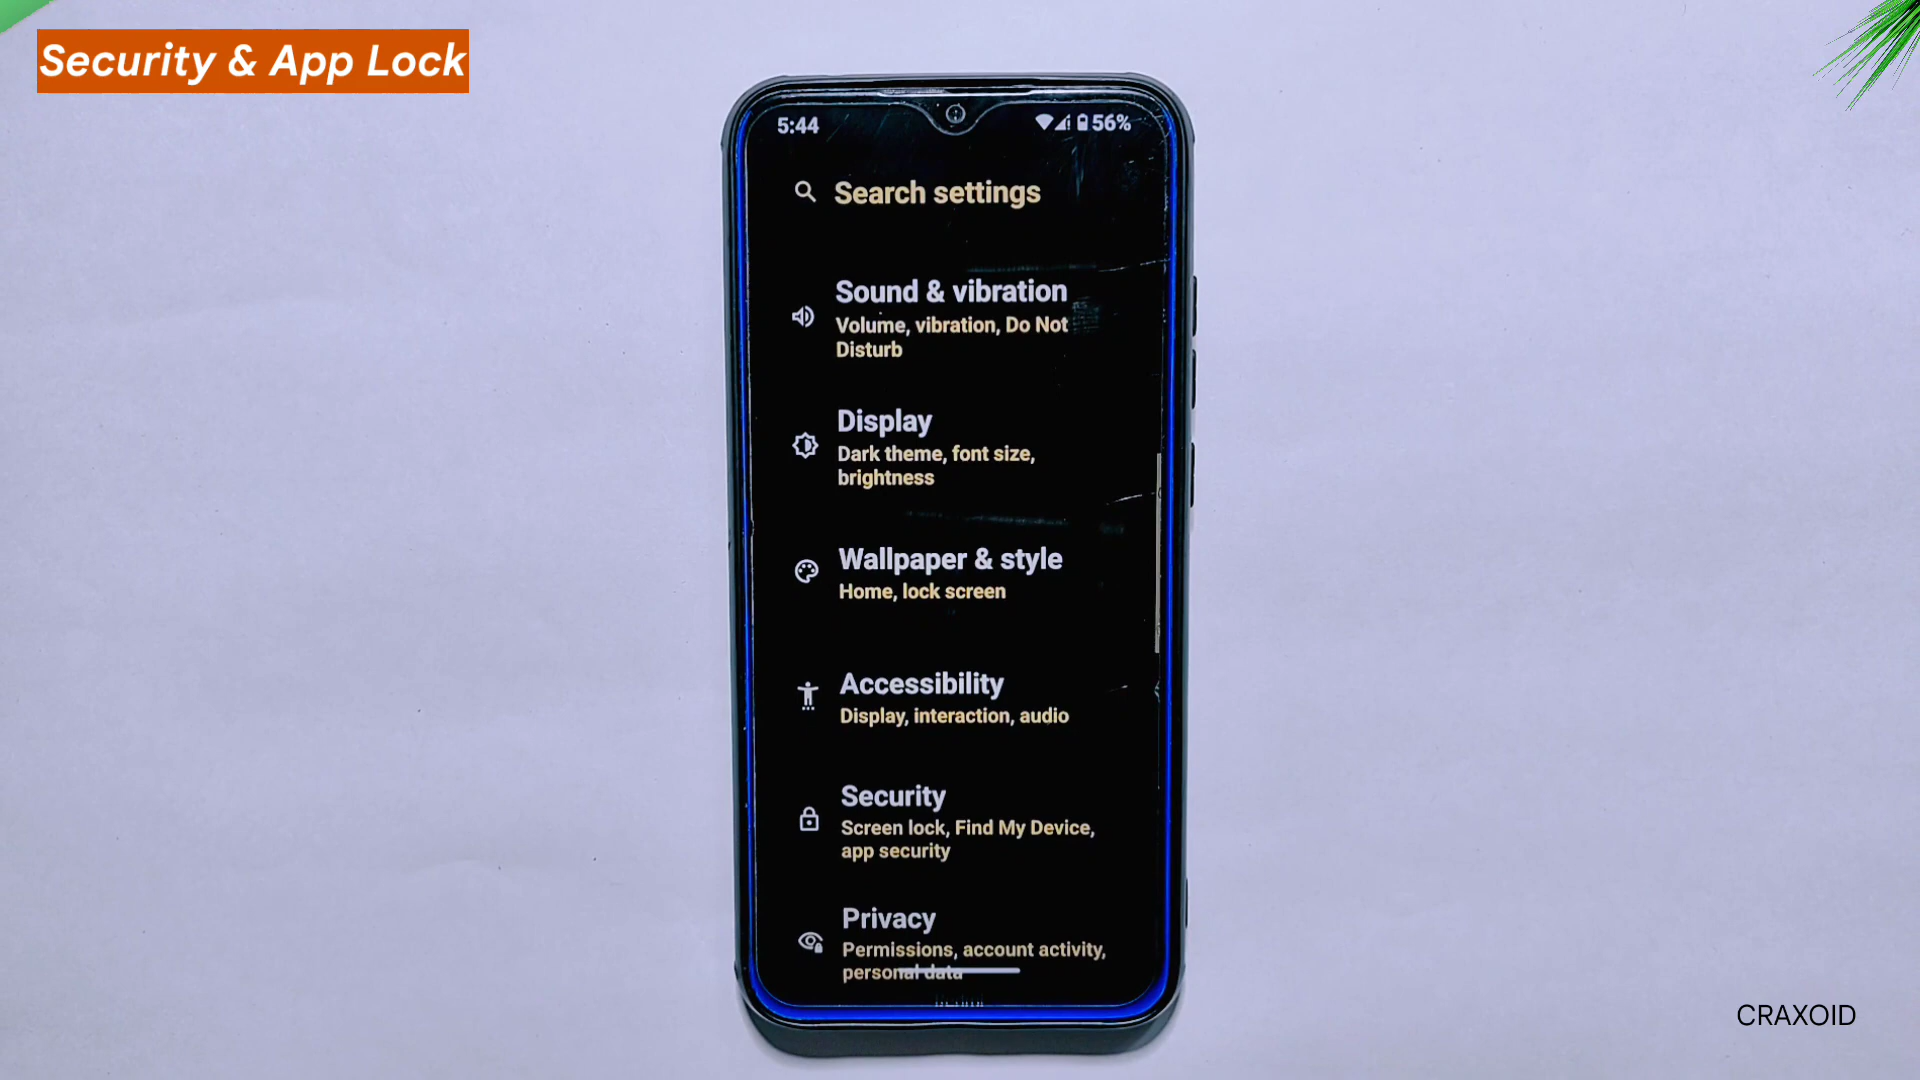 Security & App Lock
5:44
56%
Search settings
Sound & vibration
Volume, vibration, Do Not
Disturb
Display
Dark theme, font size,
brightness
Wallpaper & style
Home, lock screen
Accessibility
Display, interaction, audio
Security
Screen lock, Find My Device,
app security
Privacy
Permissions, account activity,
personal data
CRAXOID